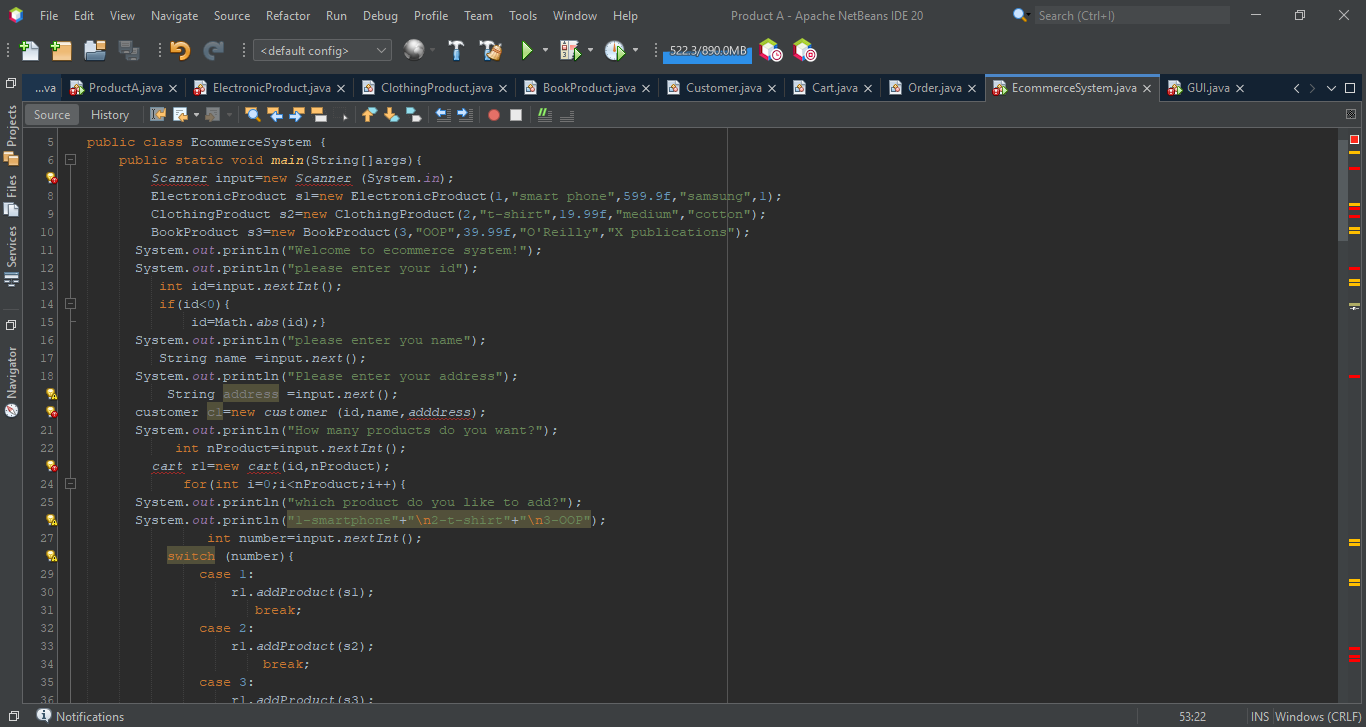 File Edit View Navigate Source Refactor Run Debug Profile Team Tools Window Help
Product A - Apache NetBeans IDE 20
Search (Ctrl+I)
<default config>
522.3/890.0MB
...va ProductA.java ElectronicProduct.java ClothingProduct.java BookProduct.java Customer.java Cart.java Order.java EcommerceSystem.java GUI.java
Source History
Projects
Files
Services
Navigator
5 public class EcommerceSystem {
6 public static void main(String[]args){
Scanner input=new Scanner (System.in);
8 ElectronicProduct s1=new ElectronicProduct(1,"smart phone",599.9f,"samsung",1);
9 ClothingProduct s2=new ClothingProduct(2,"t-shirt",19.99f,"medium","cotton");
10 BookProduct s3=new BookProduct(3,"OOP",39.99f,"O'Reilly","X publications");
11 System.out.println("Welcome to ecommerce system!");
12 System.out.println("please enter your id");
13 int id=input.nextInt();
14 if(id<0){
15 id=Math.abs(id);}
16 System.out.println("please enter you name");
17 String name =input.next();
18 System.out.println("Please enter your address");
String address =input.next();
customer c1=new customer (id,name,adddress);
21 System.out.println("How many products do you want?");
22 int nProduct=input.nextInt();
cart r1=new cart(id,nProduct);
24 for(int i=0;i<nProduct;i++){
25 System.out.println("which product do you like to add?");
System.out.println("1-smartphone"+"\n2-t-shirt"+"\n3-OOP");
27 int number=input.nextInt();
switch (number){
29 case 1:
30 r1.addProduct(s1);
31 break;
32 case 2:
33 r1.addProduct(s2);
34 break;
35 case 3:
36 r1.addProduct(s3);
Notifications
53:22 INS Windows (CRLF)